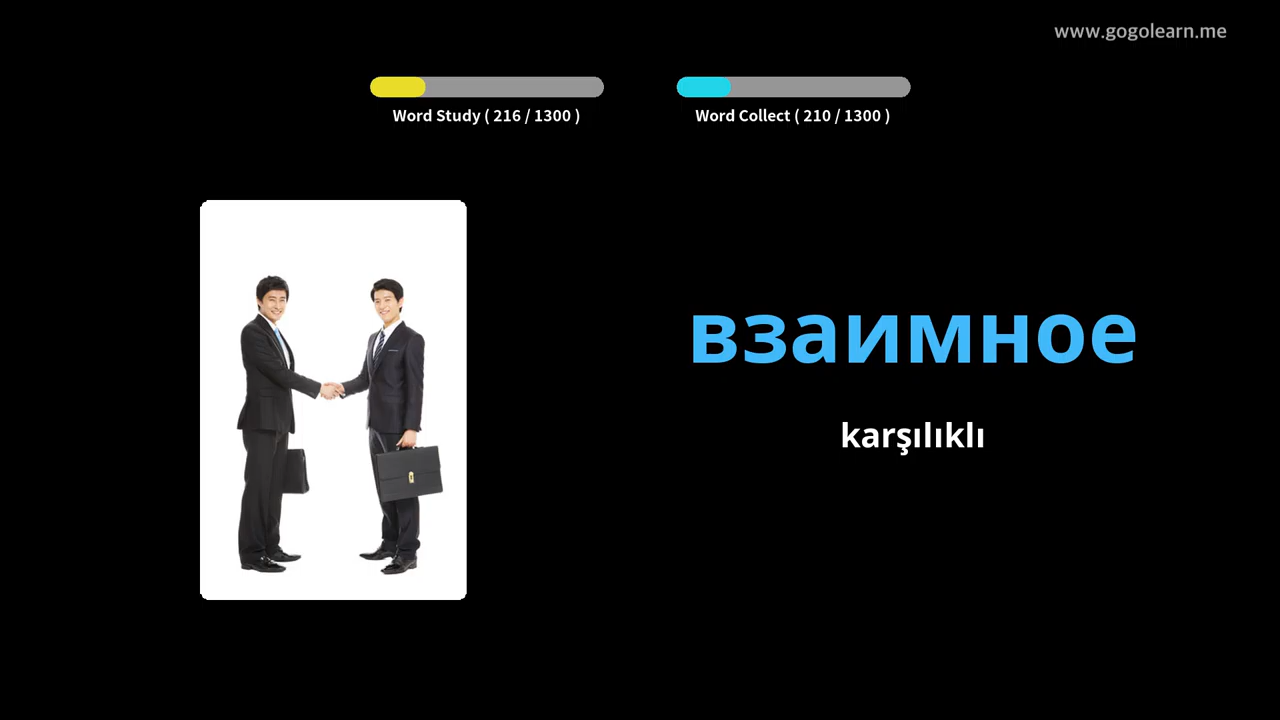 www.gogolearn.me
Word Study ( 216 / 1300 )
Word Collect ( 210 / 1300 )
взаимное
karşılıklı